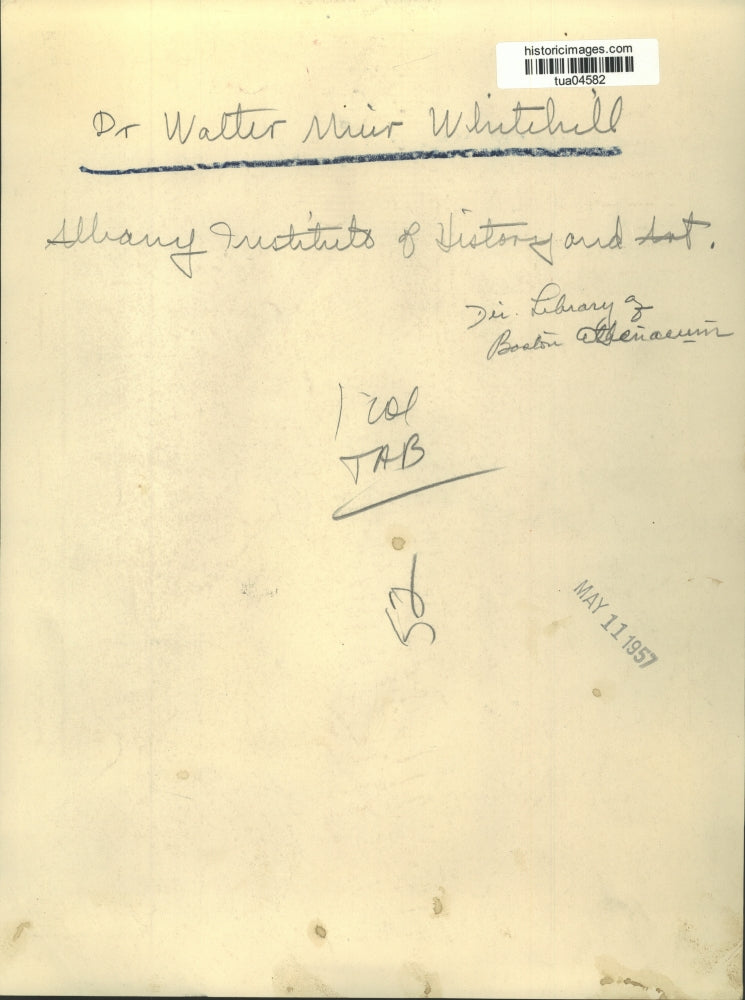 historicimages.com
tua04582
Dr Walter Muir Whitehill
Albany Institute of History and Art.
Dir. Library of
Boston Athenaeum
1 col
TAB
52
MAY 11 1957